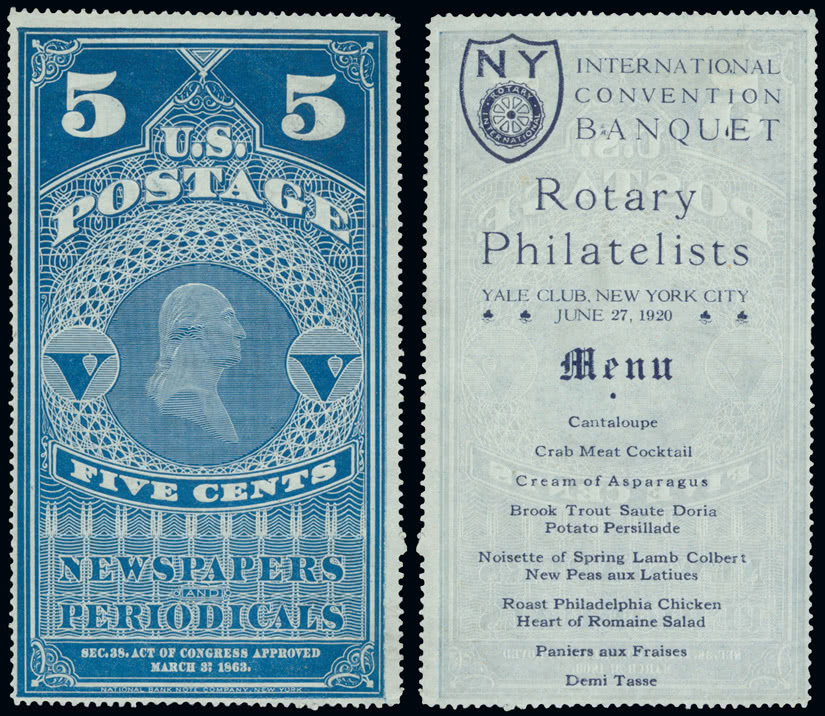 5 5
U.S.
POSTAGE
V V
FIVE CENTS
NEWSPAPERS
AND
PERIODICALS
SEC. 38, ACT OF CONGRESS APPROVED
MARCH 3? 1863.
NATIONAL BANK NOTE COMPANY, NEW YORK
NY
ROTARY
INTERNATIONAL
INTERNATIONAL
CONVENTION
BANQUET
Rotary
Philatelists
YALE CLUB, NEW YORK CITY
JUNE 27, 1920
Menu
Cantaloupe
Crab Meat Cocktail
Cream of Asparagus
Brook Trout Saute Doria
Potato Persillade
Noisette of Spring Lamb Colbert
New Peas aux Latiues
Roast Philadelphia Chicken
Heart of Romaine Salad
Paniers aux Fraises
Demi Tasse